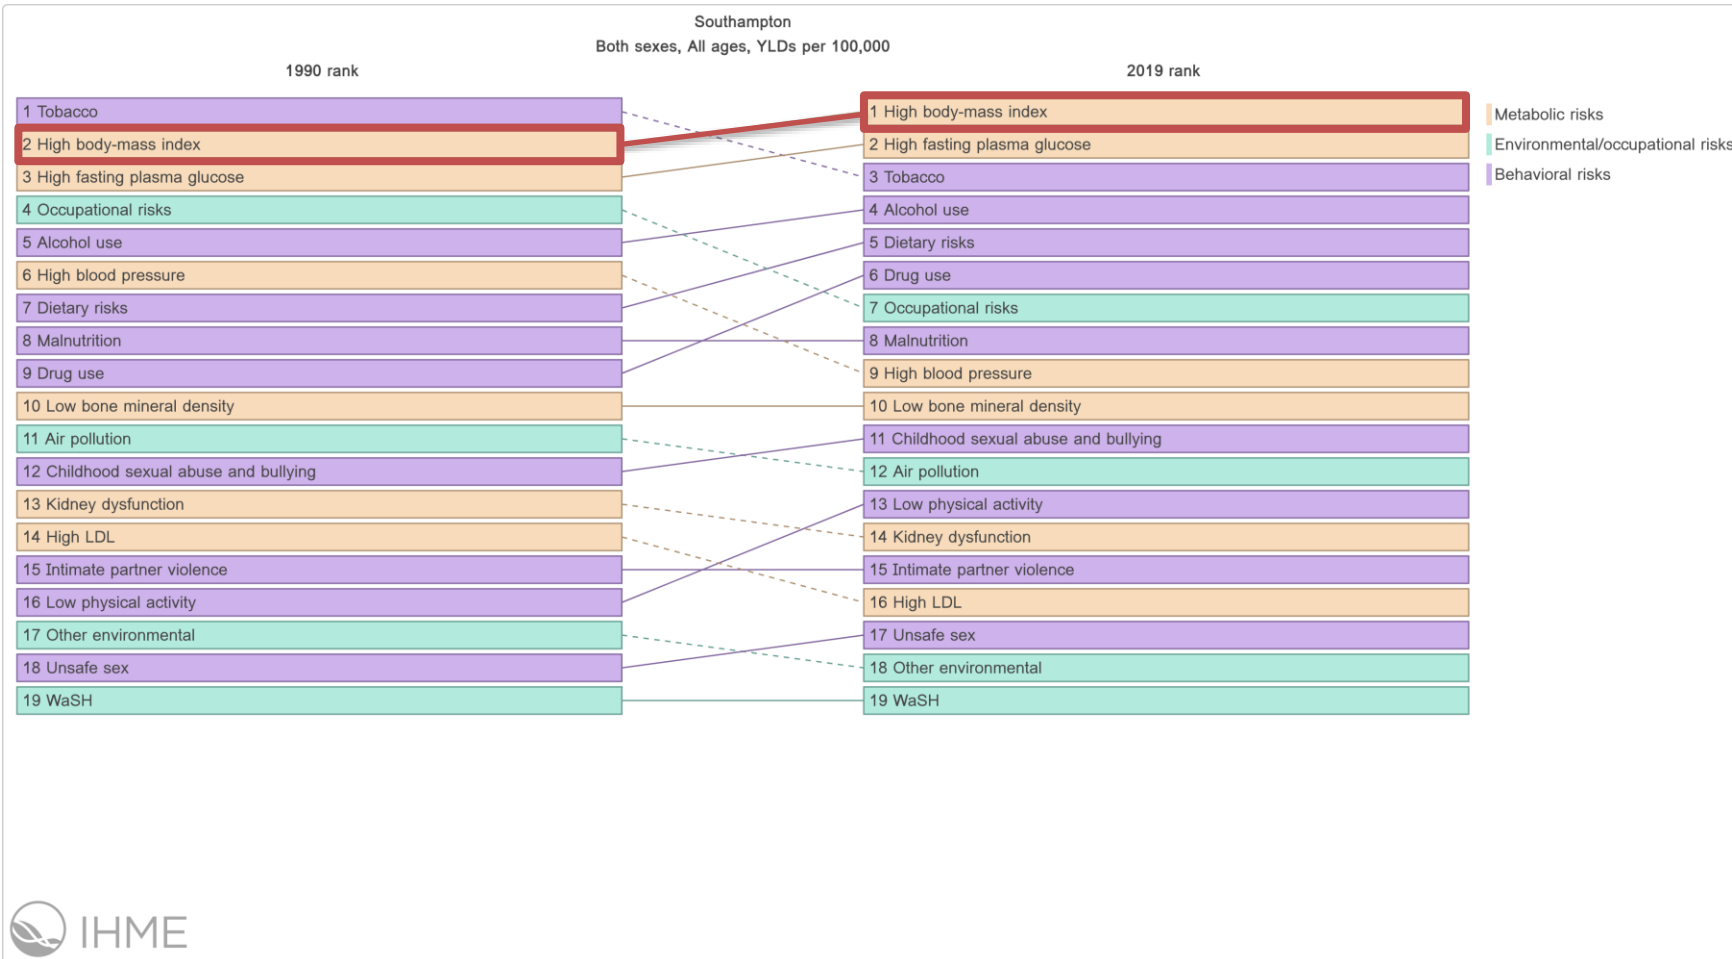 Southampton
Both sexes, All ages, YLDs per 100,000
1990 rank
2019 rank
1 Tobacco
2 High body-mass index
3 High fasting plasma glucose
4 Occupational risks
5 Alcohol use
6 High blood pressure
7 Dietary risks
8 Malnutrition
9 Drug use
10 Low bone mineral density
11 Air pollution
12 Childhood sexual abuse and bullying
13 Kidney dysfunction
14 High LDL
15 Intimate partner violence
16 Low physical activity
17 Other environmental
18 Unsafe sex
19 WaSH
1 High body-mass index
2 High fasting plasma glucose
3 Tobacco
4 Alcohol use
5 Dietary risks
6 Drug use
7 Occupational risks
8 Malnutrition
9 High blood pressure
10 Low bone mineral density
11 Childhood sexual abuse and bullying
12 Air pollution
13 Low physical activity
14 Kidney dysfunction
15 Intimate partner violence
16 High LDL
17 Unsafe sex
18 Other environmental
19 WaSH
Metabolic risks
Environmental/occupational risks
Behavioral risks
IHME